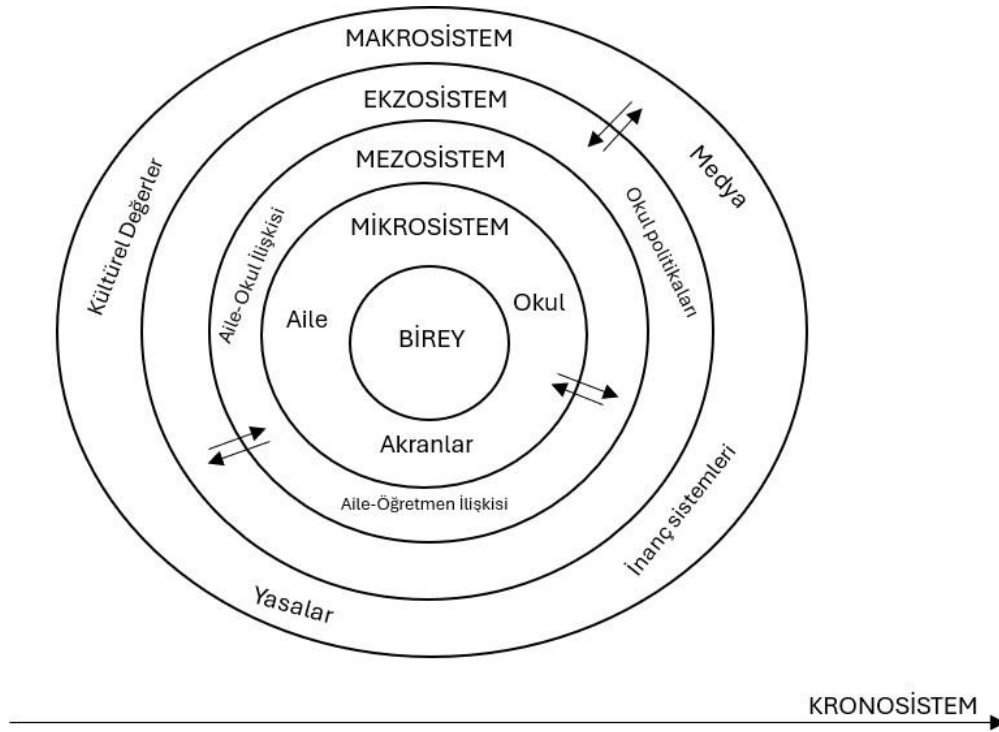 MAKROSİSTEM
EKZOSİSTEM
MEZOSİSTEM
MİKROSİSTEM
BİREY
Aile
Okul
Akranlar
Aile-Okul İlişkisi
Aile-Öğretmen İlişkisi
Okul politikaları
Kültürel Değerler
Medya
İnanç sistemleri
Yasalar
KRONOSİSTEM